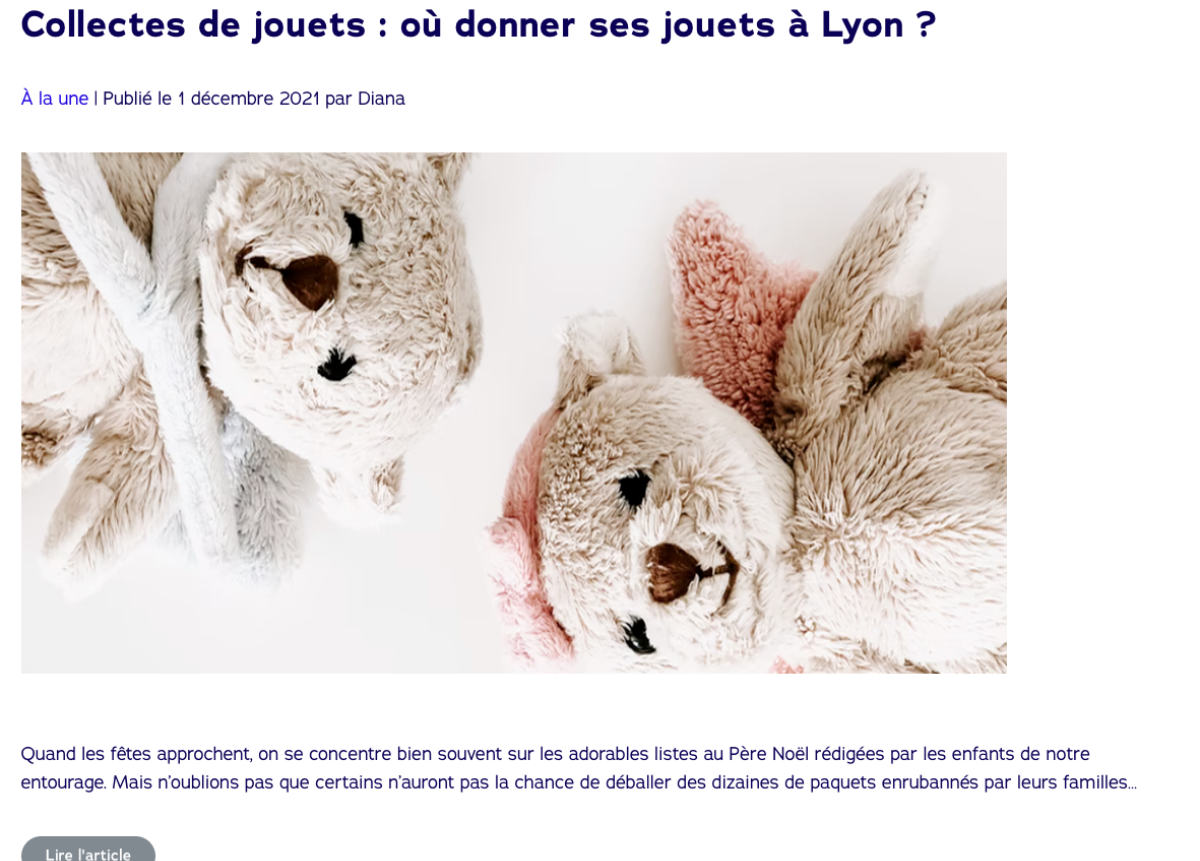 Collectes de jouets : où donner ses jouets à Lyon ?
À la une | Publié le 1 décembre 2021 par Diana
Quand les fêtes approchent, on se concentre bien souvent sur les adorables listes au Père Noël rédigées par les enfants de notre
entourage. Mais n'oublions pas que certains n'auront pas la chance de déballer des dizaines de paquets enrubannés par leurs familles...
Lire l'article